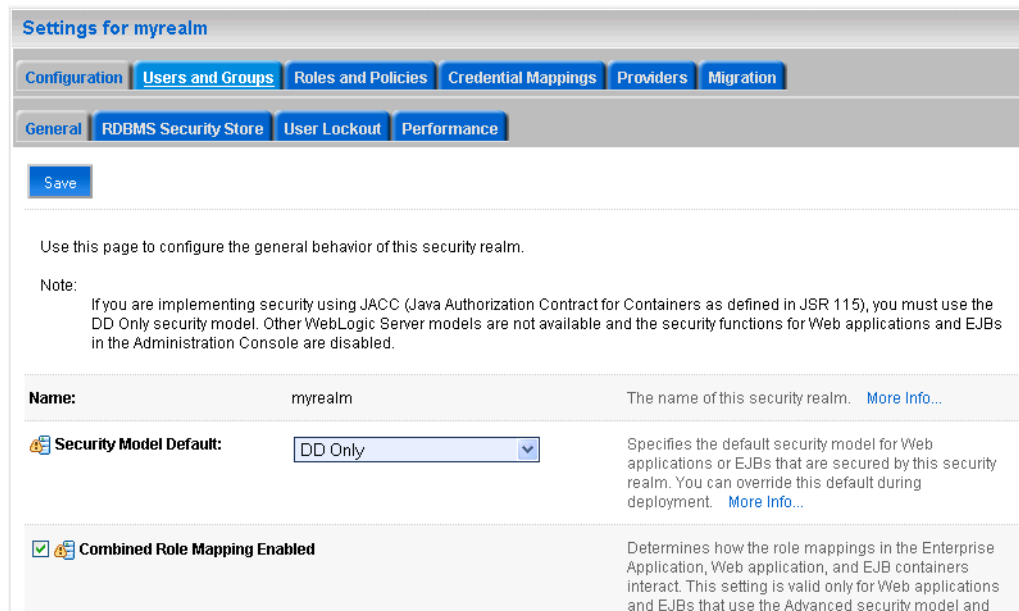 Settings for myrealm
Configuration Users and Groups Roles and Policies Credential Mappings Providers Migration
General RDBMS Security Store User Lockout Performance
Save
Use this page to configure the general behavior of this security realm.
Note:
If you are implementing security using JACC (Java Authorization Contract for Containers as defined in JSR 115), you must use the
DD Only security model. Other WebLogic Server models are not available and the security functions for Web applications and EJBs
in the Administration Console are disabled.
Name: myrealm The name of this security realm. More Info...
Security Model Default: DD Only Specifies the default security model for Web
applications or EJBs that are secured by this security
realm. You can override this default during
deployment. More Info...
Combined Role Mapping Enabled Determines how the role mappings in the Enterprise
Application, Web application, and EJB containers
interact. This setting is valid only for Web applications
and EJBs that use the Advanced security model and